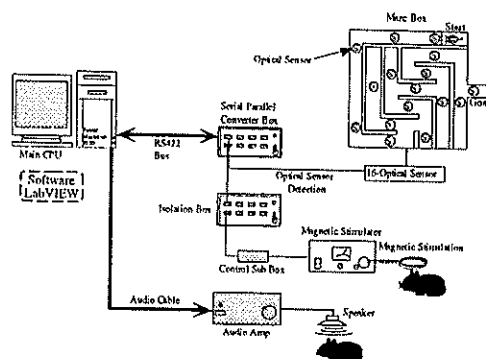 Maze Box
Start
Optical Sensor
Goal
Serial Parallel
Converter Box
RS422
Bus
Main CPU
Software
LabVIEW
Optical Sensor
Detection
16-Optical Sensor
Isolation Box
Magnetic Stimulator
Magnetic Stimulation
Control Sub Box
Audio Cable
Speaker
Audio Amp